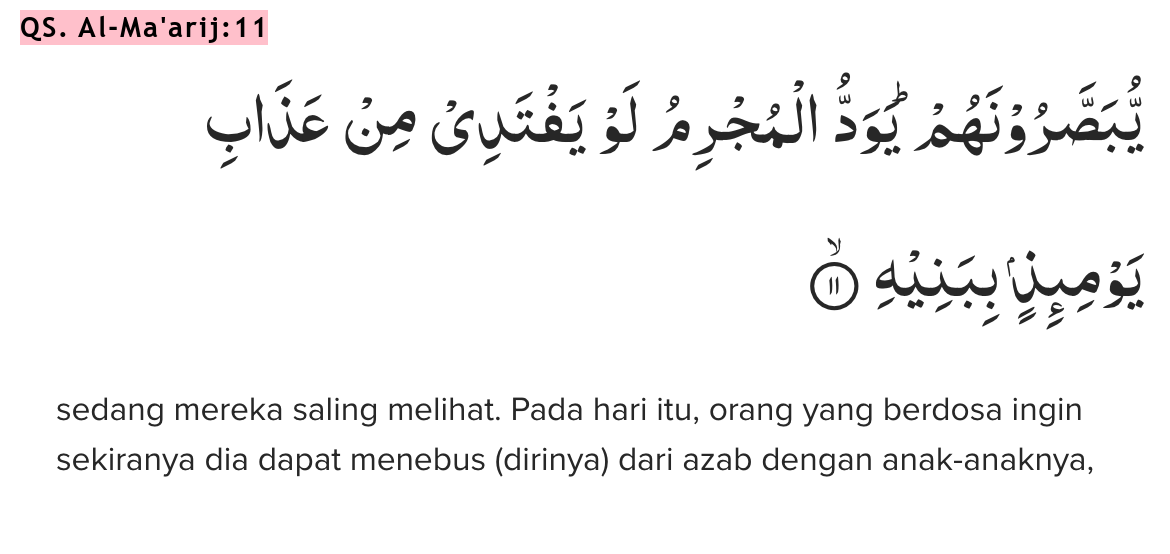 QS. Al-Ma'arij:11
يُّبَصَّرُوْنَهُمْۗ يَوَدُّ الْمُجْرِمُ لَوْ يَفْتَدِيْ مِنْ عَذَابِ
يَوْمِىِٕذٍۢ بِبَنِيْهِۙ ١١
sedang mereka saling melihat. Pada hari itu, orang yang berdosa ingin
sekiranya dia dapat menebus (dirinya) dari azab dengan anak-anaknya,